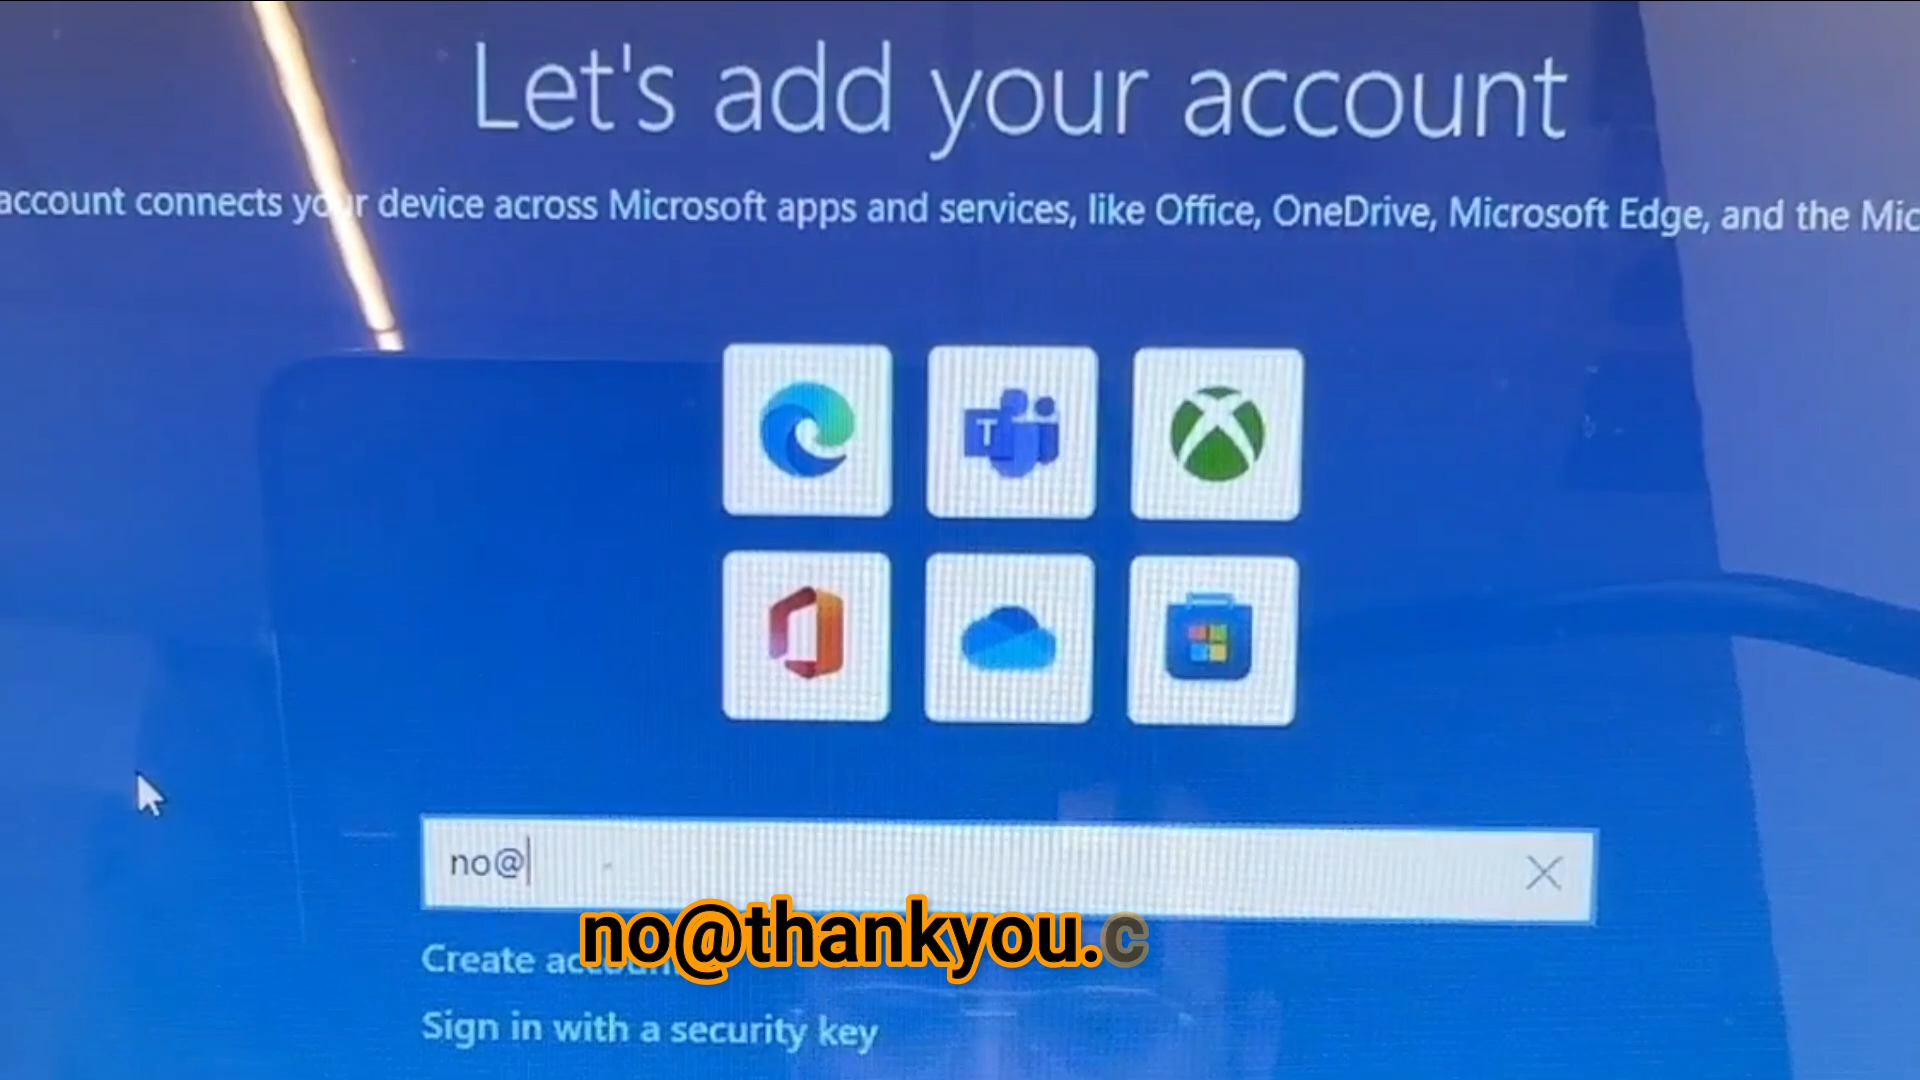 Let's add your account
account connects your device across Microsoft apps and services, like Office, OneDrive, Microsoft Edge, and the Mic
T
no@
no@thankyou.c
Create account
Sign in with a security key